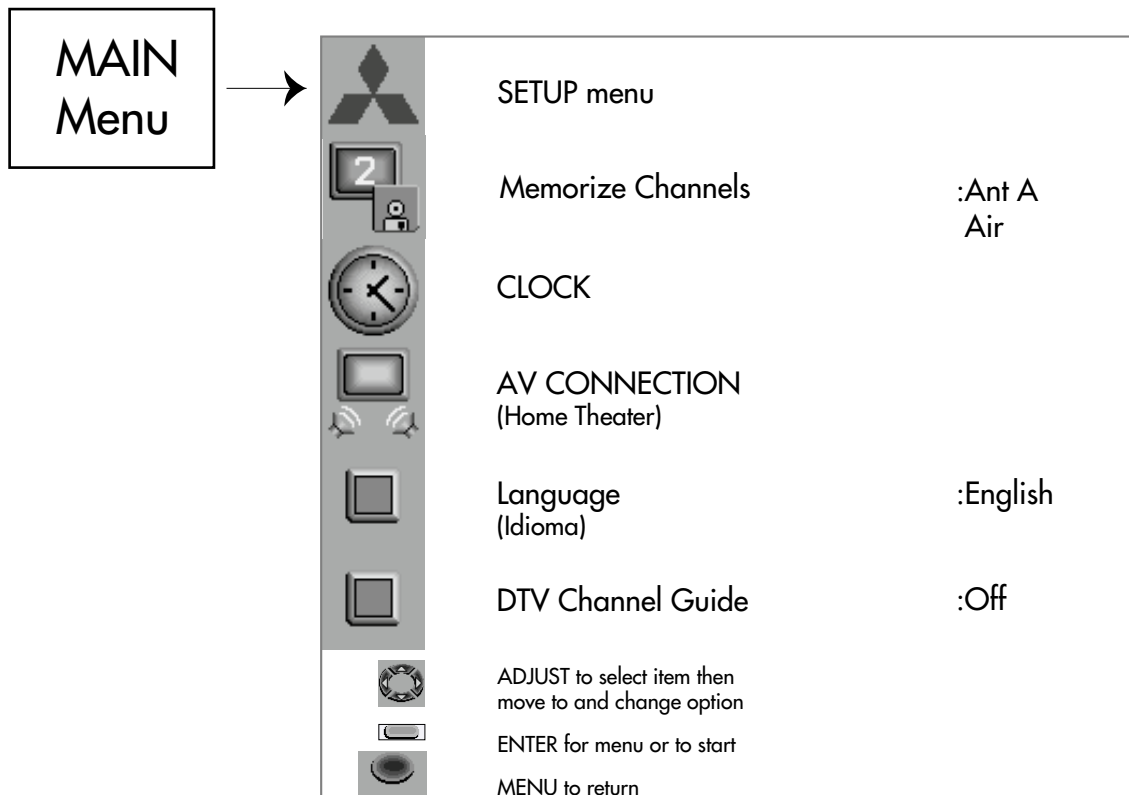 MAIN
Menu
SETUP menu
2
Memorize Channels :Ant A
Air
CLOCK
AV CONNECTION
(Home Theater)
Language :English
(Idioma)
DTV Channel Guide :Off
ADJUST to select item then
move to and change option
ENTER for menu or to start
MENU to return